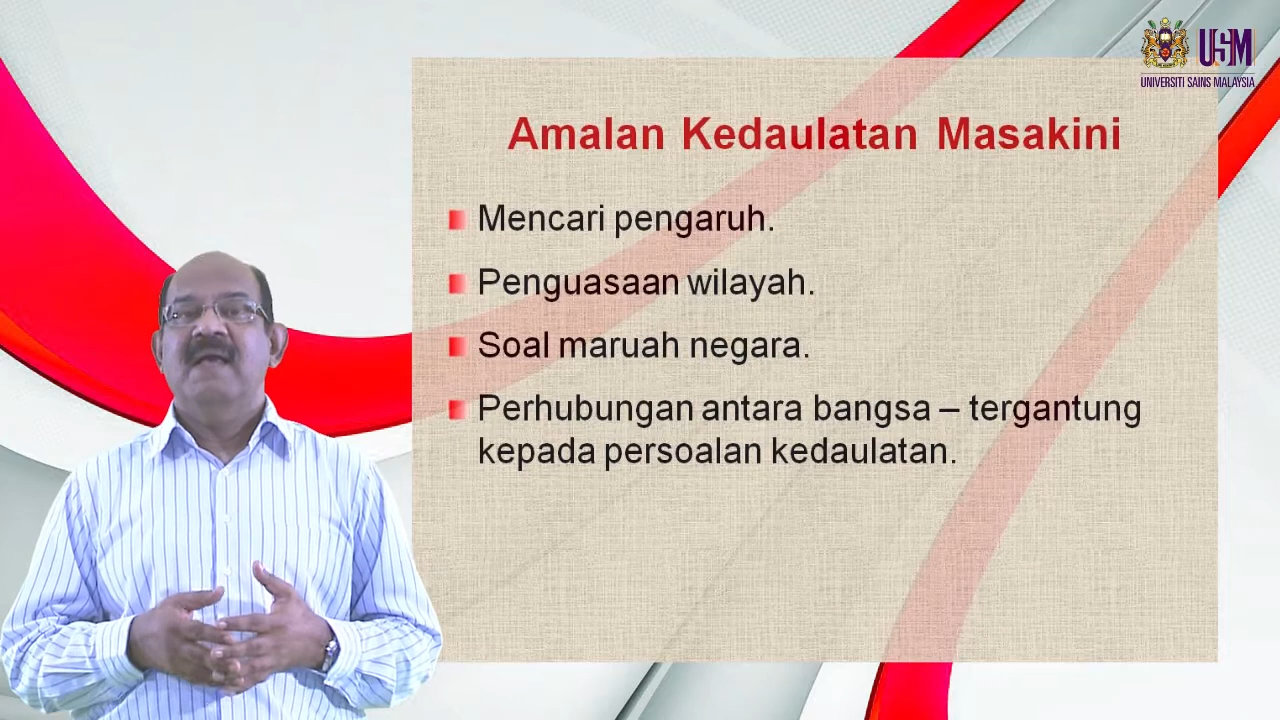 USM
UNIVERSITI SAINS MALAYSIA
Amalan Kedaulatan Masakini
Mencari pengaruh.
Penguasaan wilayah.
Soal maruah negara.
Perhubungan antara bangsa – tergantung
kepada persoalan kedaulatan.